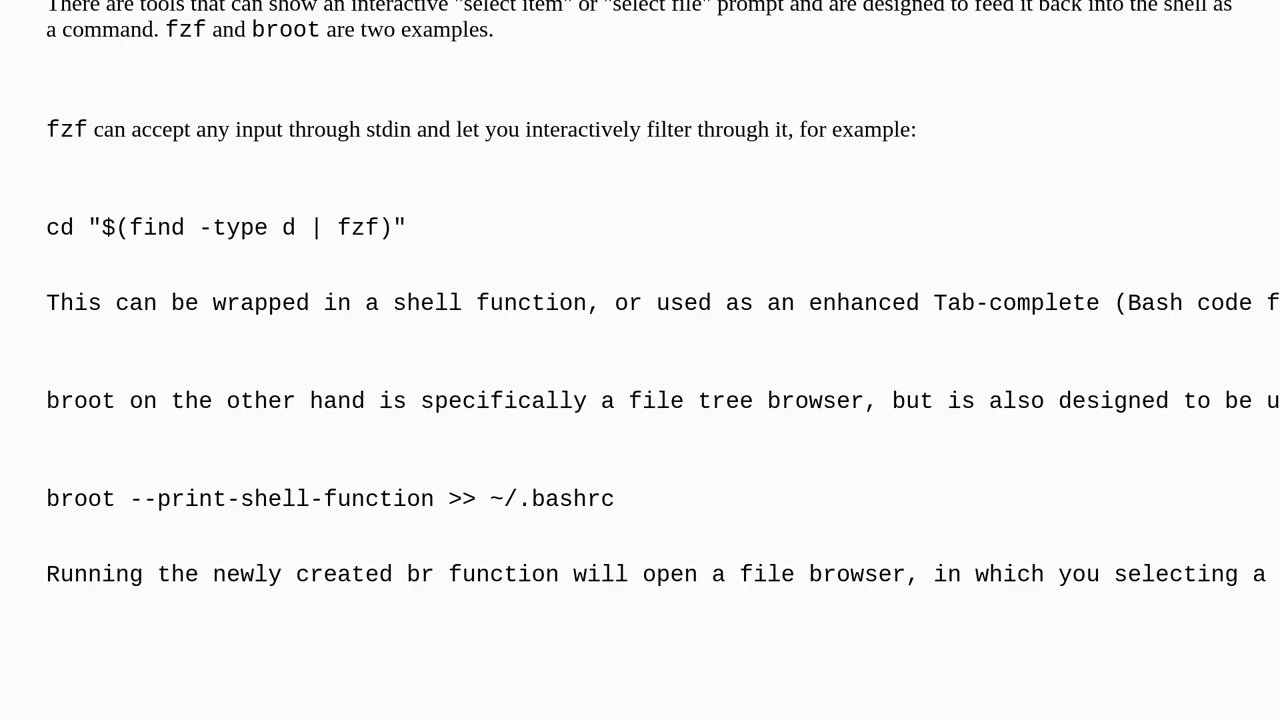 There are tools that can show an interactive "select item" or "select file" prompt and are designed to feed it back into the shell as
a command. fzf and broot are two examples.
fzf can accept any input through stdin and let you interactively filter through it, for example:
cd "$(find -type d | fzf)"
This can be wrapped in a shell function, or used as an enhanced Tab-complete (Bash code f
broot on the other hand is specifically a file tree browser, but is also designed to be u
broot --print-shell-function >> ~/.bashrc
Running the newly created br function will open a file browser, in which you selecting a